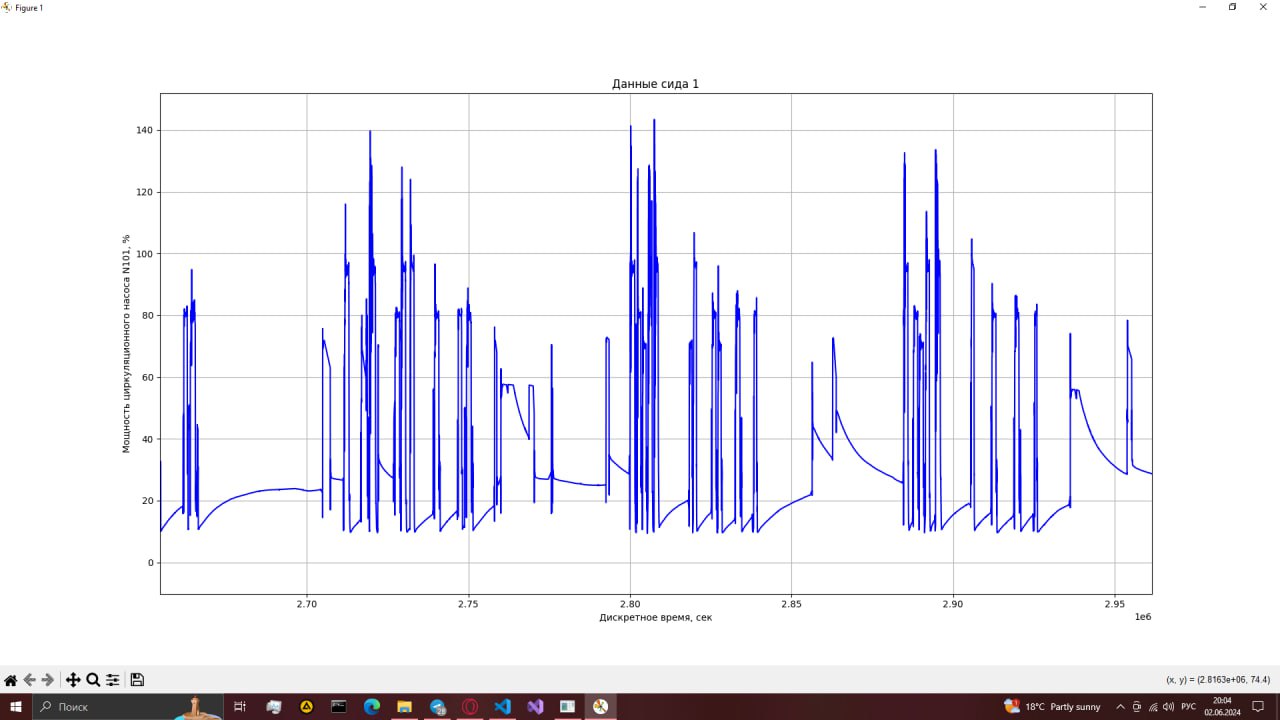 Figure 1
Данные сида 1
Мощность циркуляционного насоса N101, %
140
120
100
80
60
40
20
0
2.70 2.75 2.80 2.85 2.90 2.95
1e6
Дискретное время, сек
(x, y) = (2.8163e+06, 74.4)
Поиск
18°C Partly sunny
РУС
20:04
02.06.2024